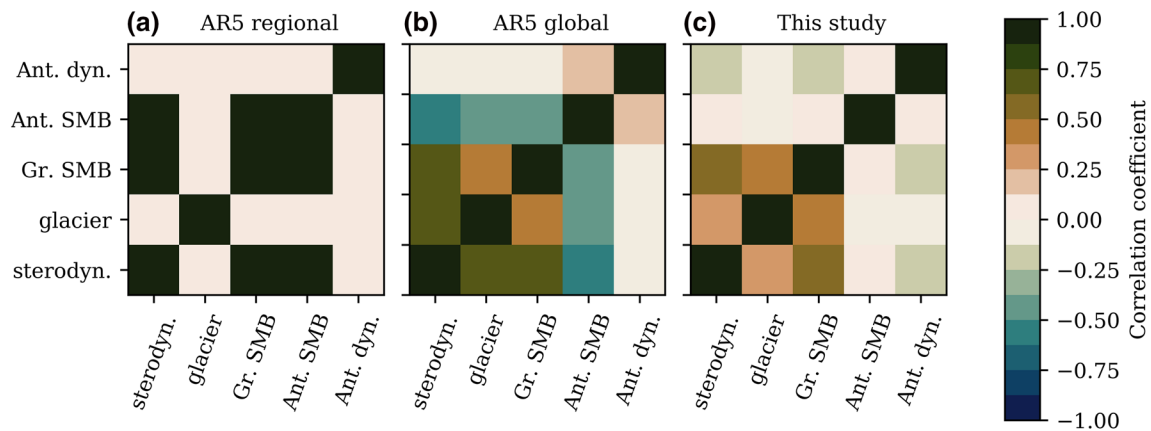 (a) AR5 regional
(b) AR5 global
(c) This study
Ant. dyn.
Ant. SMB
Gr. SMB
glacier
sterodyn.
sterodyn.
glacier
Gr. SMB
Ant. SMB
Ant. dyn.
sterodyn.
glacier
Gr. SMB
Ant. SMB
Ant. dyn.
sterodyn.
glacier
Gr. SMB
Ant. SMB
Ant. dyn.
1.00
0.75
0.50
0.25
0.00
−0.25
−0.50
−0.75
−1.00
Correlation coefficient